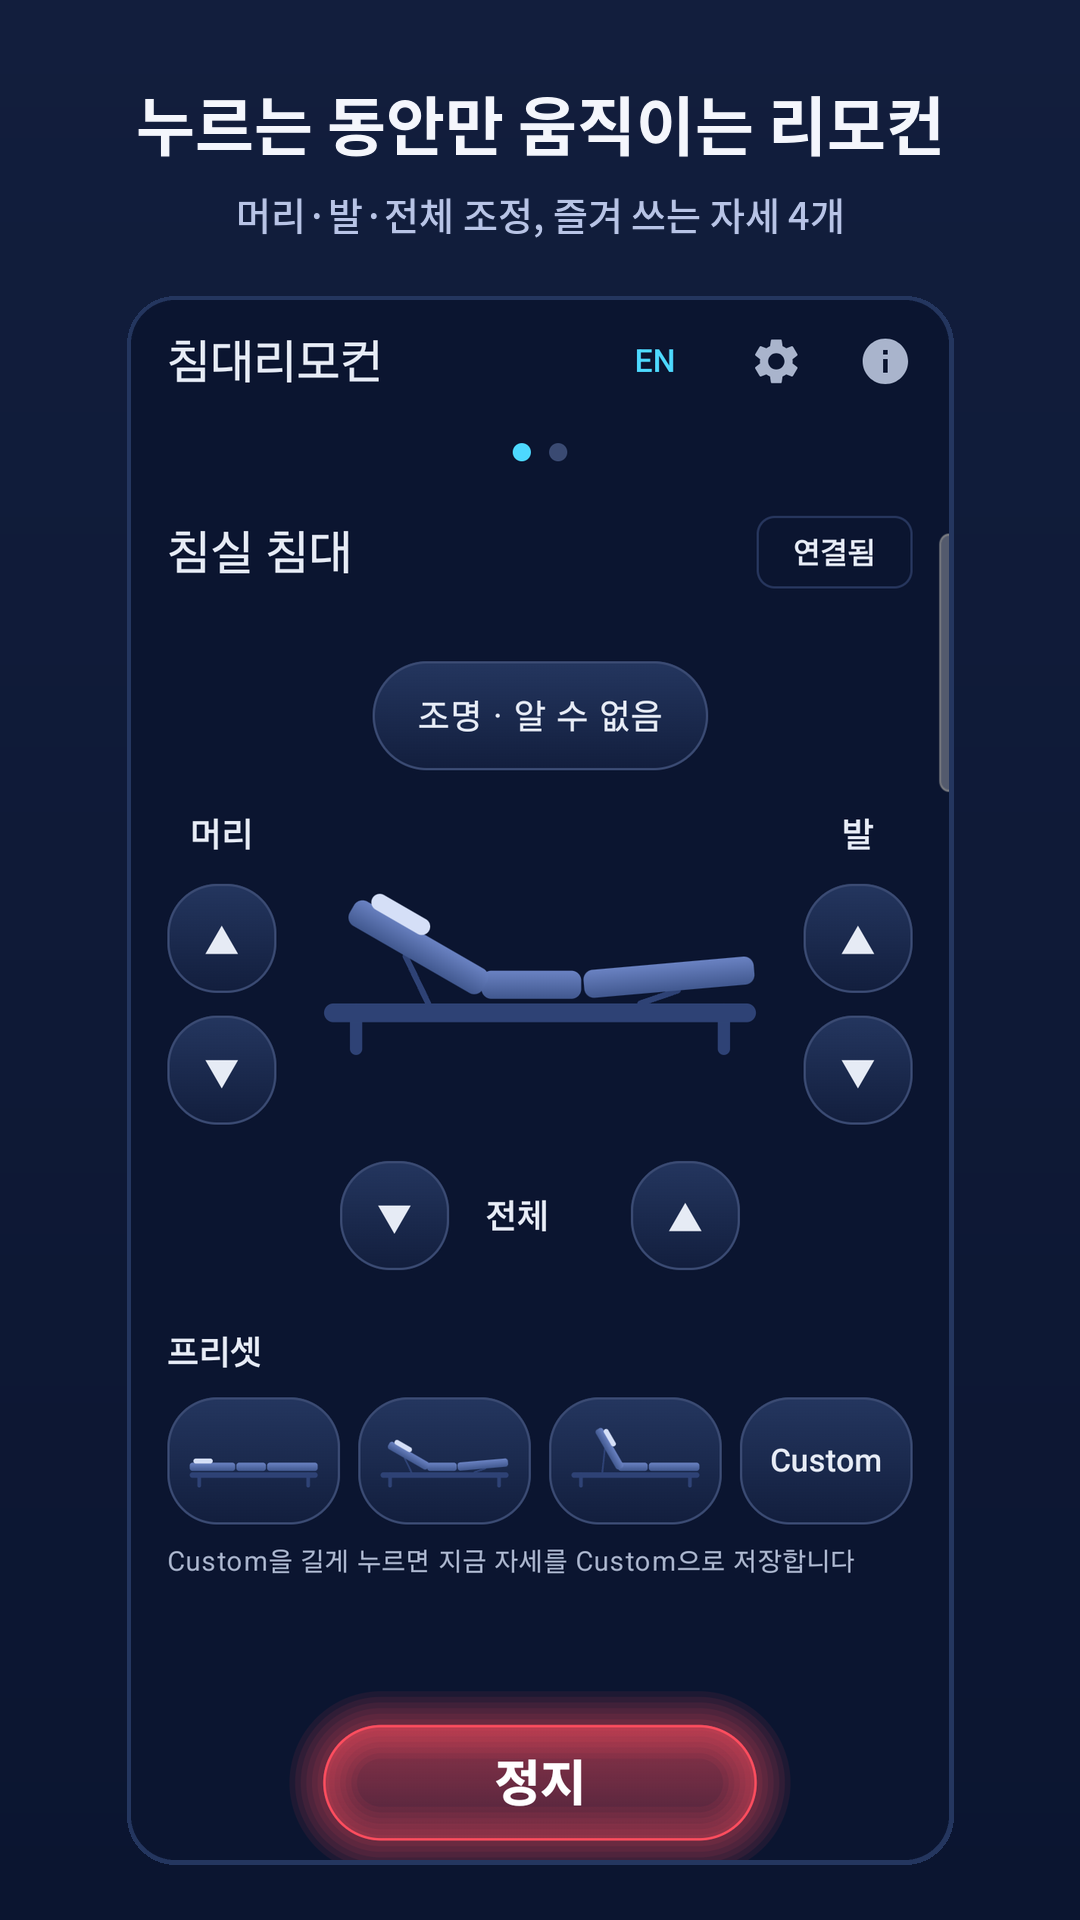 누르는 동안만 움직이는 리모컨
머리·발·전체 조정, 즐겨 쓰는 자세 4개
침대리모컨
EN
침실 침대
연결됨
조명 · 알 수 없음
머리
발
전체
프리셋
Custom
Custom을 길게 누르면 지금 자세를 Custom으로 저장합니다
정지